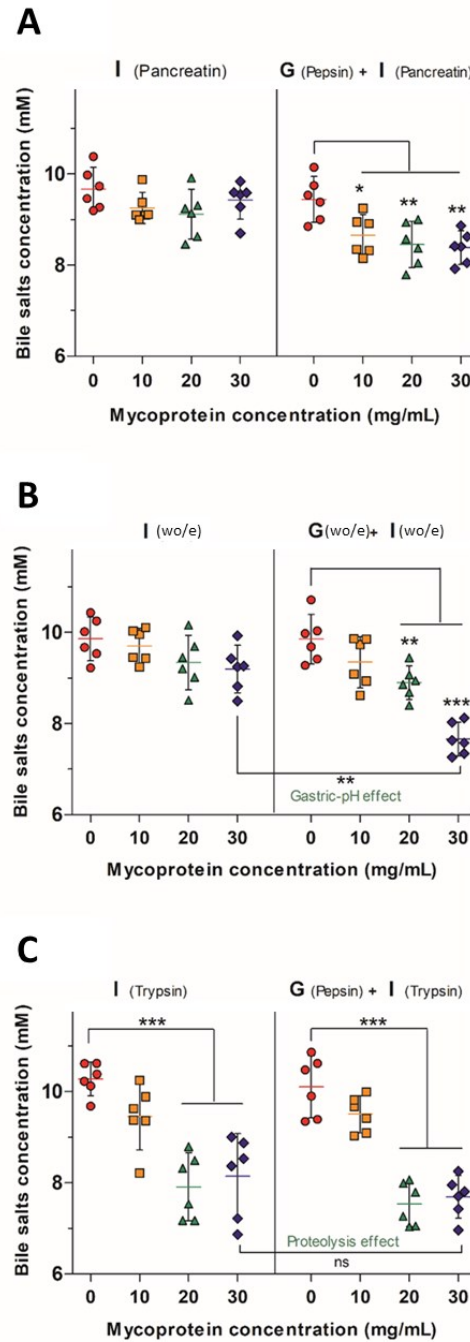 A
I (Pancreatin) G (Pepsin) + I (Pancreatin)
Bile salts concentration (mM)
10
8
6
* ** **
0 10 20 30 0 10 20 30
Mycoprotein concentration (mg/mL)
B
I (wo/e) G (wo/e)+ I (wo/e)
Bile salts concentration (mM)
10
8
6
**
***
**
Gastric-pH effect
0 10 20 30 0 10 20 30
Mycoprotein concentration (mg/mL)
C
I (Trypsin) G (Pepsin) + I (Trypsin)
Bile salts concentration (mM)
10
8
6
*** ***
Proteolysis effect
ns
0 10 20 30 0 10 20 30
Mycoprotein concentration (mg/mL)